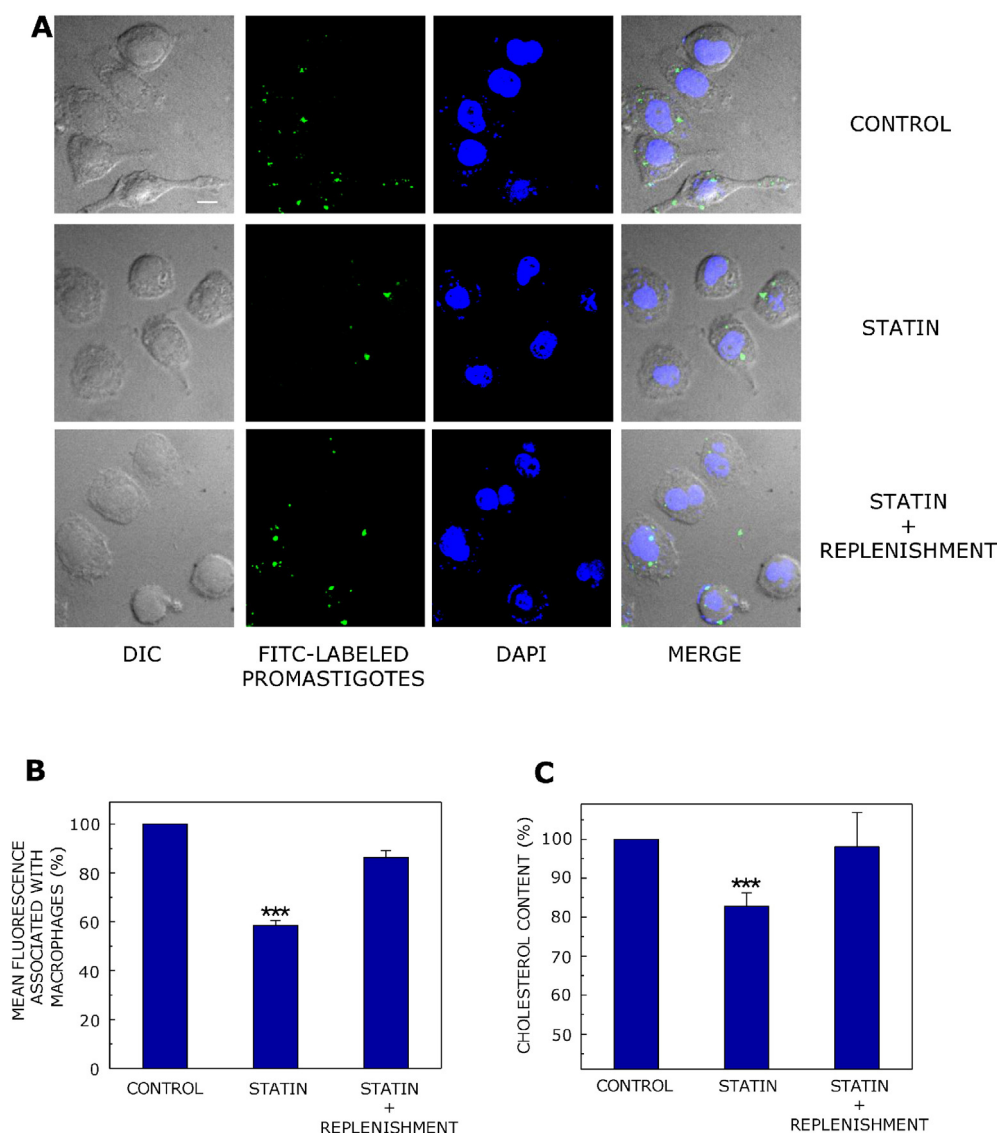 A
CONTROL
STATIN
STATIN
+
REPLENISHMENT
DIC
FITC-LABELED
PROMASTIGOTES
DAPI
MERGE
B
MEAN FLUORESCENCE
ASSOCIATED WITH
MACROPHAGES (%)
100
80
60
40
20
0
***
CONTROL
STATIN
STATIN
+
REPLENISHMENT
C
CHOLESTEROL CONTENT (%)
100
90
80
70
60
50
***
CONTROL
STATIN
STATIN
+
REPLENISHMENT